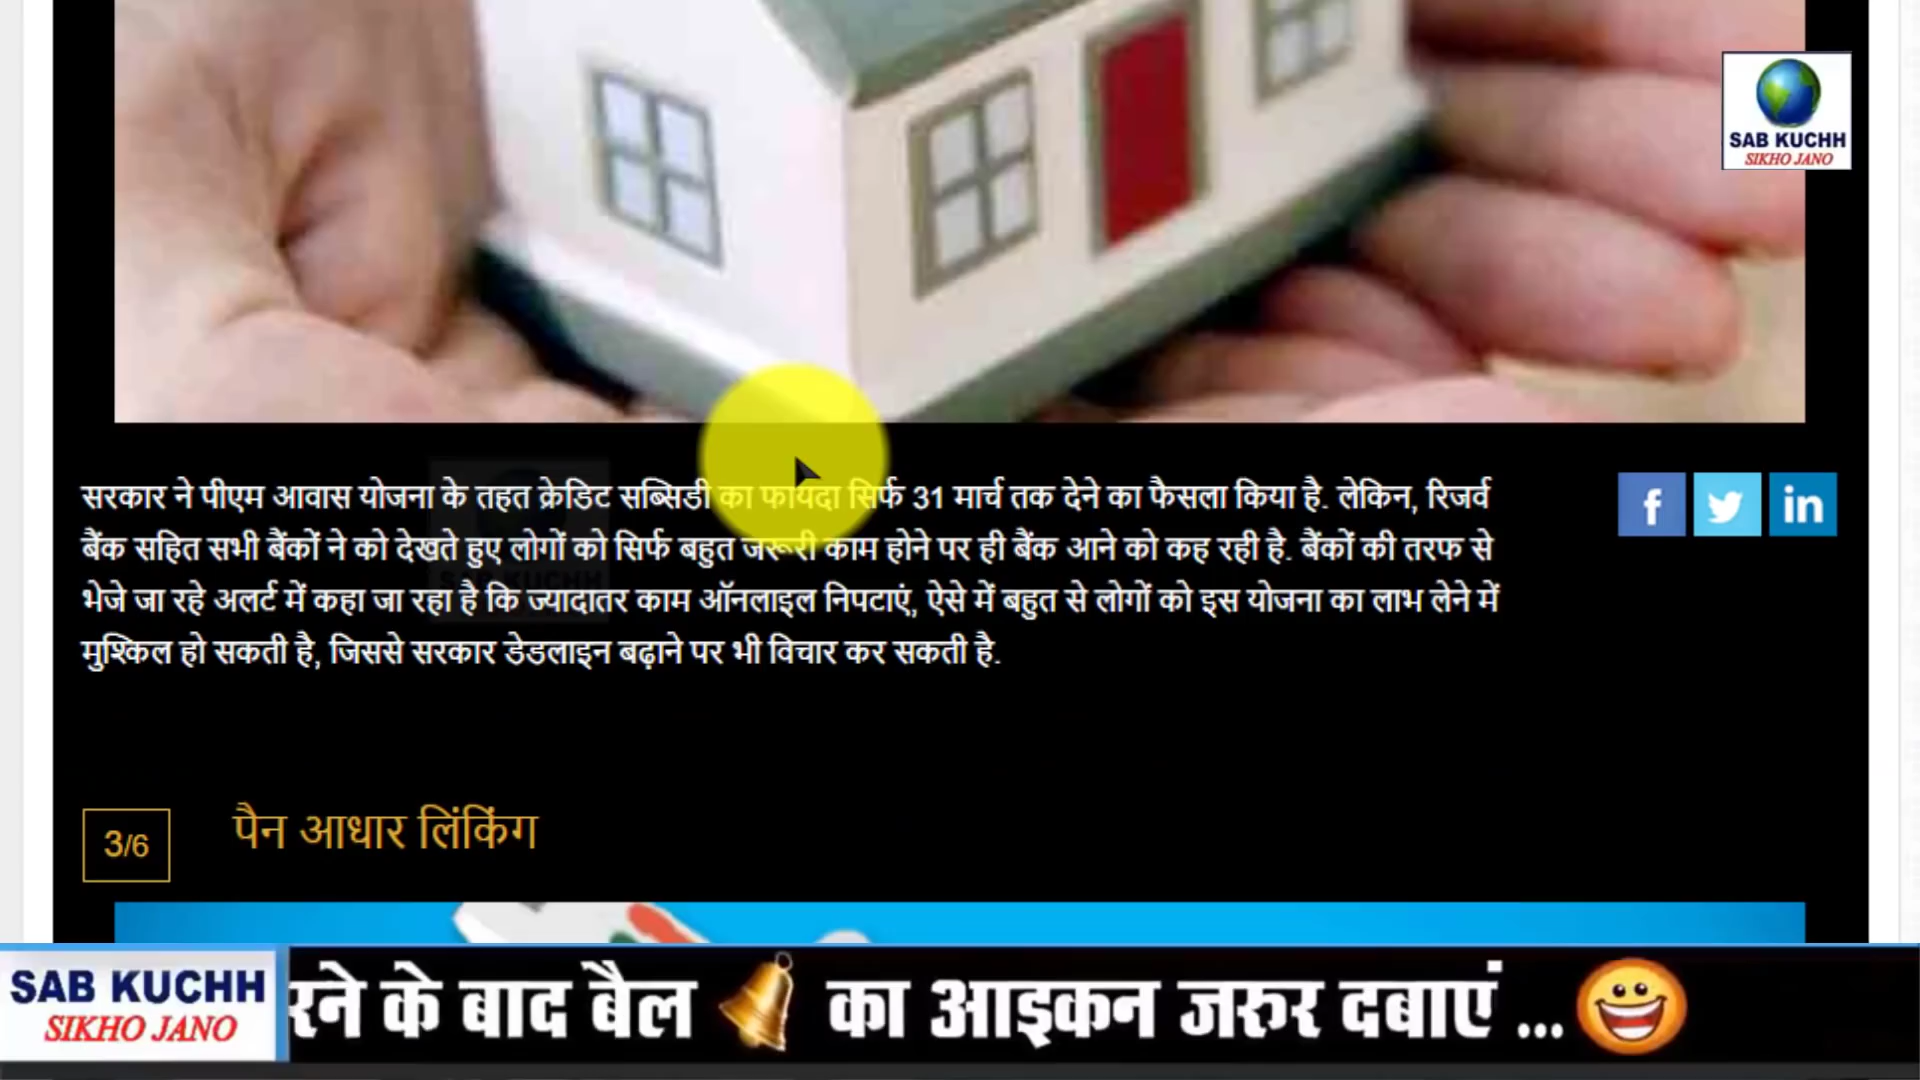 SAB KUCHH
SIKHO JANO
सरकार ने पीएम आवास योजना के तहत क्रेडिट सब्सिडी का फायदा सिर्फ 31 मार्च तक देने का फैसला किया है. लेकिन, रिजर्व
बैंक सहित सभी बैंकों ने को देखते हुए लोगों को सिर्फ बहुत जरूरी काम होने पर ही बैंक आने को कह रही है. बैंकों की तरफ से
भेजे जा रहे अलर्ट में कहा जा रहा है कि ज्यादातर काम ऑनलाइल निपटाएं, ऐसे में बहुत से लोगों को इस योजना का लाभ लेने में
मुश्किल हो सकती है, जिससे सरकार डेडलाइन बढ़ाने पर भी विचार कर सकती है.
f in
3/6 पैन आधार लिंकिंग
SAB KUCHH
SIKHO JANO
रने के बाद बैल का आइकन जरुर दबाएं ...